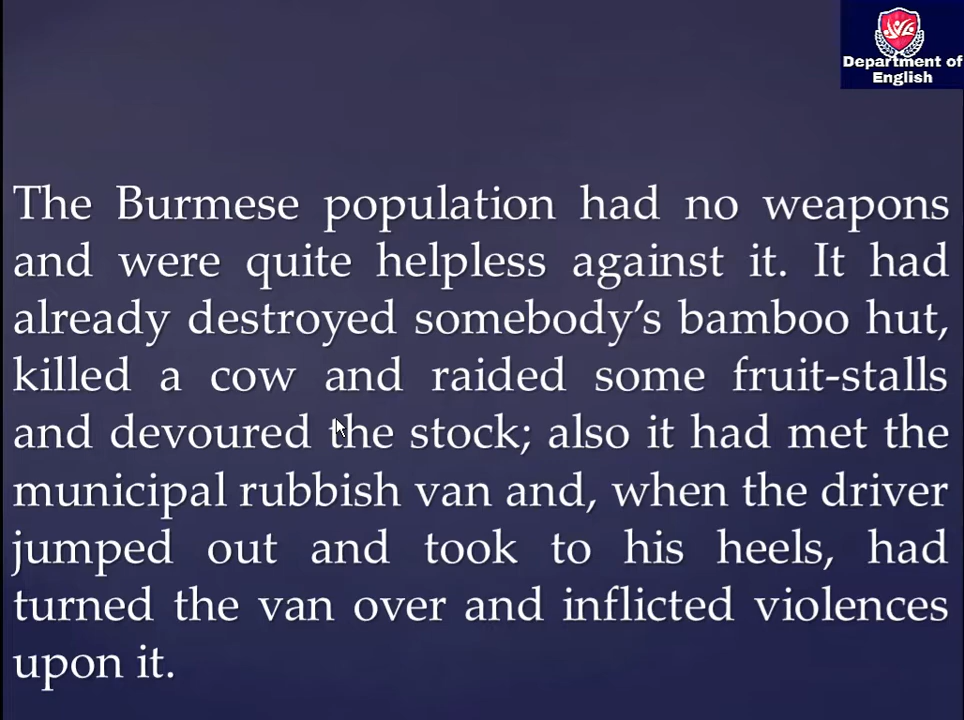 Department of
English
The Burmese population had no weapons
and were quite helpless against it. It had
already destroyed somebody’s bamboo hut,
killed a cow and raided some fruit-stalls
and devoured the stock; also it had met the
municipal rubbish van and, when the driver
jumped out and took to his heels, had
turned the van over and inflicted violences
upon it.